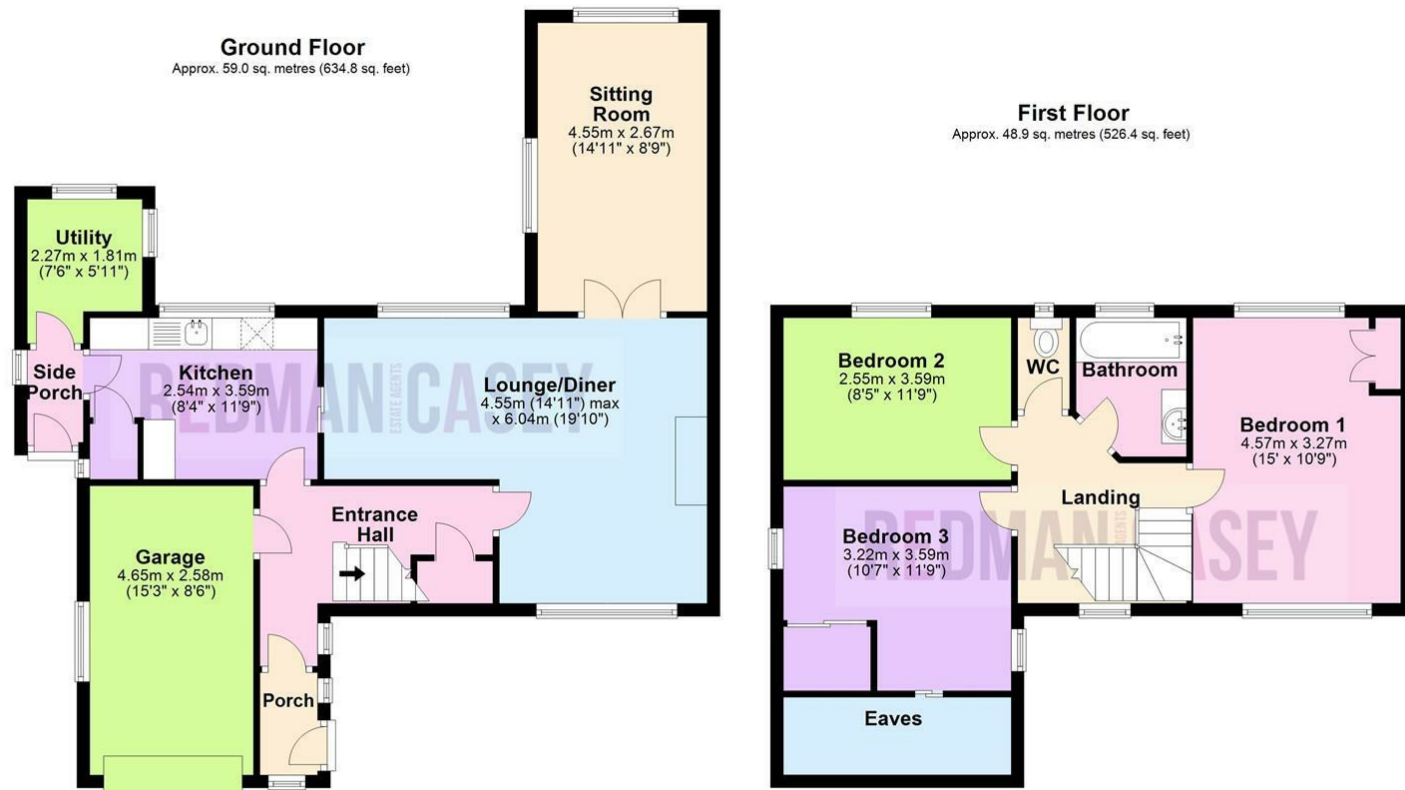 Ground Floor
Approx. 59.0 sq. metres (634.8 sq. feet)
Sitting
Room
4.55m x 2.67m
(14'11" x 8'9")
Utility
2.27m x 1.81m
(7'6" x 5'11")
Side
Porch
Kitchen
2.54m x 3.59m
(8'4" x 11'9")
Lounge/Diner
4.55m (14'11") max
x 6.04m (19'10")
REDMAN CASEY
ESTATE AGENTS
Entrance
Hall
Garage
4.65m x 2.58m
(15'3" x 8'6")
Porch
First Floor
Approx. 48.9 sq. metres (526.4 sq. feet)
Bedroom 2
2.55m x 3.59m
(8'5" x 11'9")
WC
Bathroom
Bedroom 1
4.57m x 3.27m
(15' x 10'9")
Landing
Bedroom 3
3.22m x 3.59m
(10'7" x 11'9")
REDMAN CASEY
AGENTS
Eaves